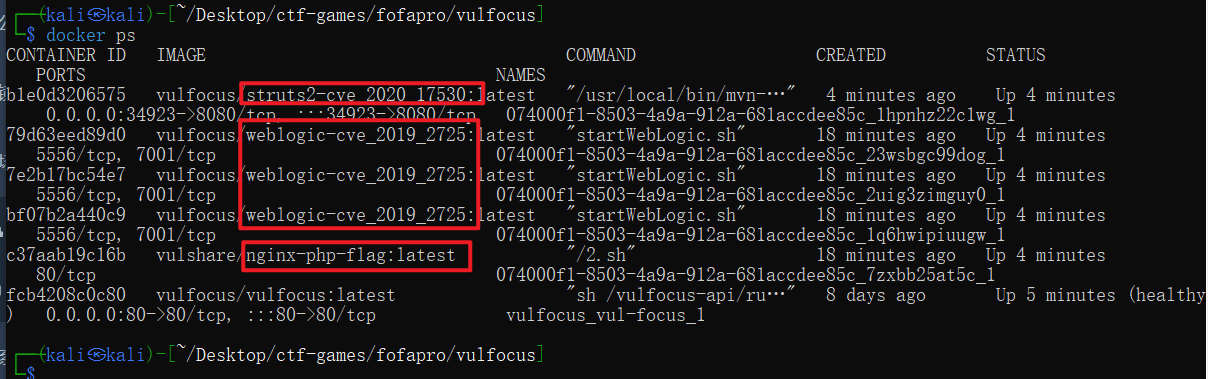 ┌──(kali㉿kali)-[~/Desktop/ctf-games/fofapro/vulfocus]
└─$ docker ps
CONTAINER ID   IMAGE                                    COMMAND                  CREATED          STATUS
PORTS                                           NAMES
b1e0d3206575   vulfocus/struts2-cve_2020_17530:latest   "/usr/local/bin/mvn-…"   4 minutes ago    Up 4 minutes
0.0.0.0:34923->8080/tcp, :::34923->8080/tcp   074000f1-8503-4a9a-912a-681accdee85c_1hpnhz22c1wg_1
79d63eed89d0   vulfocus/weblogic-cve_2019_2725:latest   "startWebLogic.sh"       18 minutes ago   Up 4 minutes
5556/tcp, 7001/tcp                              074000f1-8503-4a9a-912a-681accdee85c_23wsbgc99dog_1
7e2b17bc54e7   vulfocus/weblogic-cve_2019_2725:latest   "startWebLogic.sh"       18 minutes ago   Up 4 minutes
5556/tcp, 7001/tcp                              074000f1-8503-4a9a-912a-681accdee85c_2uig3zimguy0_1
bf07b2a440c9   vulfocus/weblogic-cve_2019_2725:latest   "startWebLogic.sh"       18 minutes ago   Up 4 minutes
5556/tcp, 7001/tcp                              074000f1-8503-4a9a-912a-681accdee85c_1q6hwipiuugw_1
c37aab19c16b   vulshare/nginx-php-flag:latest           "/2.sh"                  18 minutes ago   Up 4 minutes
80/tcp                                          074000f1-8503-4a9a-912a-681accdee85c_7zxbb25at5c_1
fcb4208c0c80   vulfocus/vulfocus:latest                 "sh /vulfocus-api/ru…"   8 days ago       Up 5 minutes (healthy
)   0.0.0.0:80->80/tcp, :::80->80/tcp            vulfocus_vul-focus_1
┌──(kali㉿kali)-[~/Desktop/ctf-games/fofapro/vulfocus]
└─$